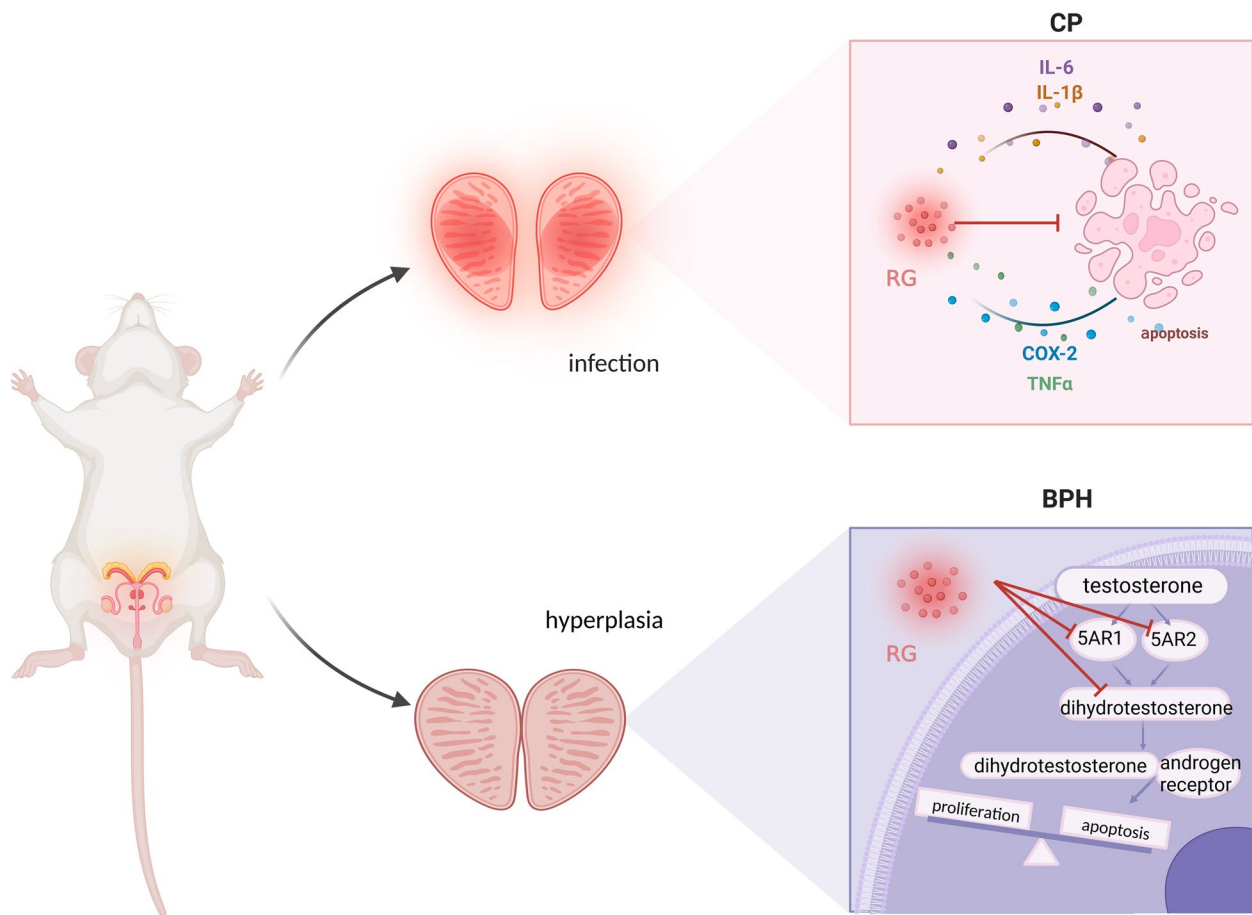 CP
IL-6
IL-1β
RG
apoptosis
COX-2
TNFα
infection
BPH
hyperplasia
RG
testosterone
5AR1
5AR2
dihydrotestosterone
dihydrotestosterone
androgen
receptor
proliferation
apoptosis